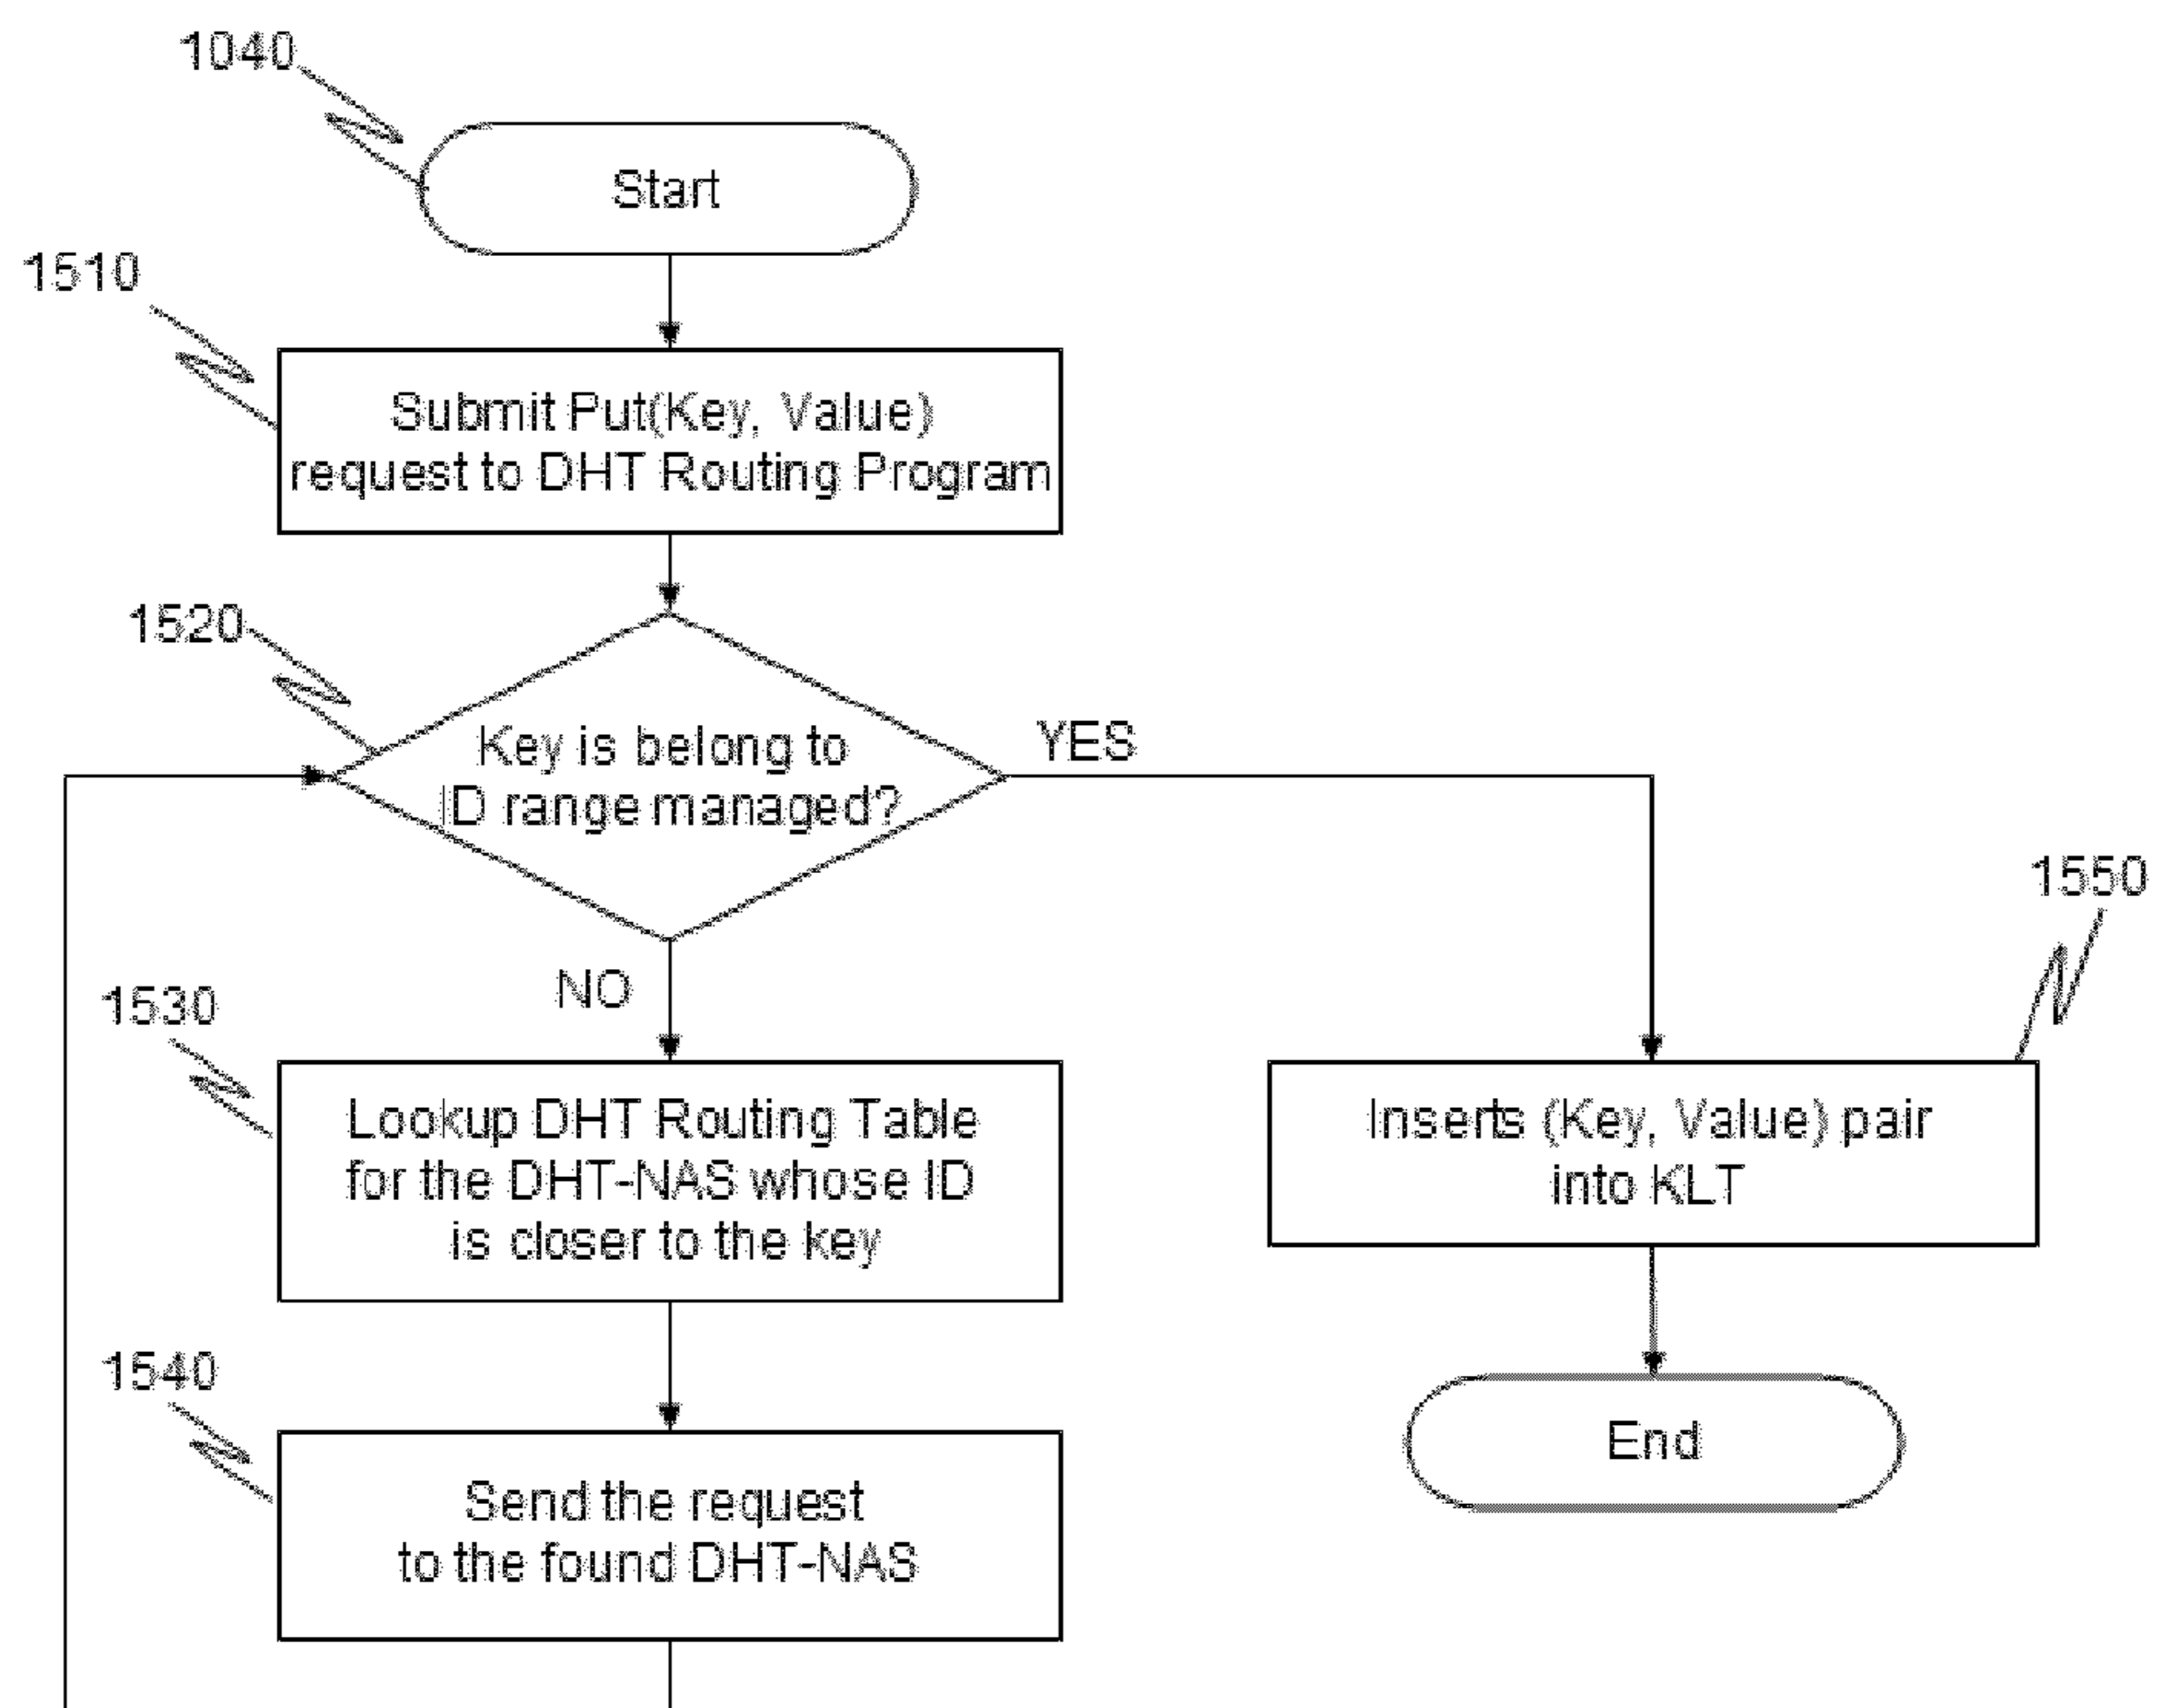 1040
Start
1510
Submit Put(Key, Value)
request to DHT Routing Program
1520
Key is belong to
ID range managed?
YES
NO
1530
Lookup DHT Routing Table
for the DHT-NAS whose ID
is closer to the key
1540
Send the request
to the found DHT-NAS
1550
Inserts (Key, Value) pair
into KLT
End